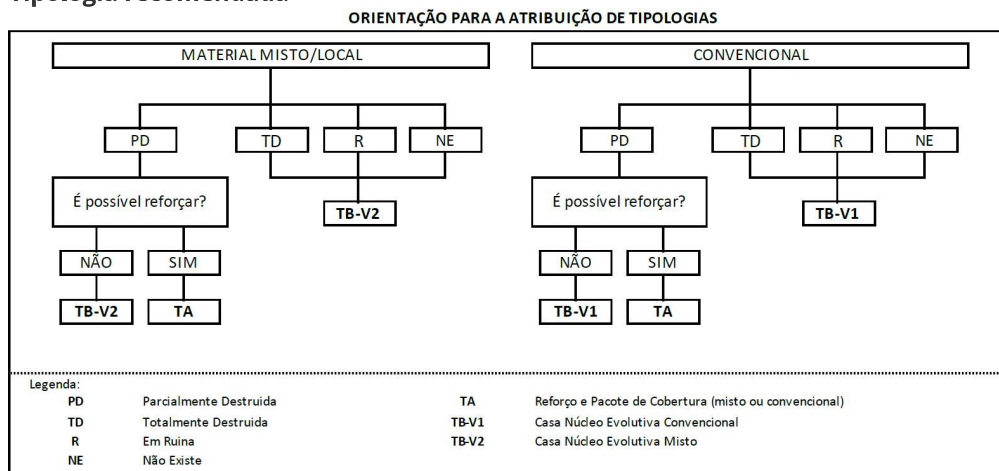 Tipologia recomendada
ORIENTAÇÃO PARA A ATRIBUIÇÃO DE TIPOLOGIAS
MATERIAL MISTO/LOCAL
CONVENCIONAL
PD TD R NE
PD TD R NE
É possível reforçar?
TB-V2
É possível reforçar?
TB-V1
NÃO SIM
NÃO SIM
TB-V2 TA
TB-V1 TA
Legenda:
PD Parcialmente Destruida
TA Reforço e Pacote de Cobertura (misto ou convencional)
TD Totalmente Destruida
TB-V1 Casa Núcleo Evolutiva Convencional
R Em Ruina
TB-V2 Casa Núcleo Evolutiva Misto
NE Não Existe